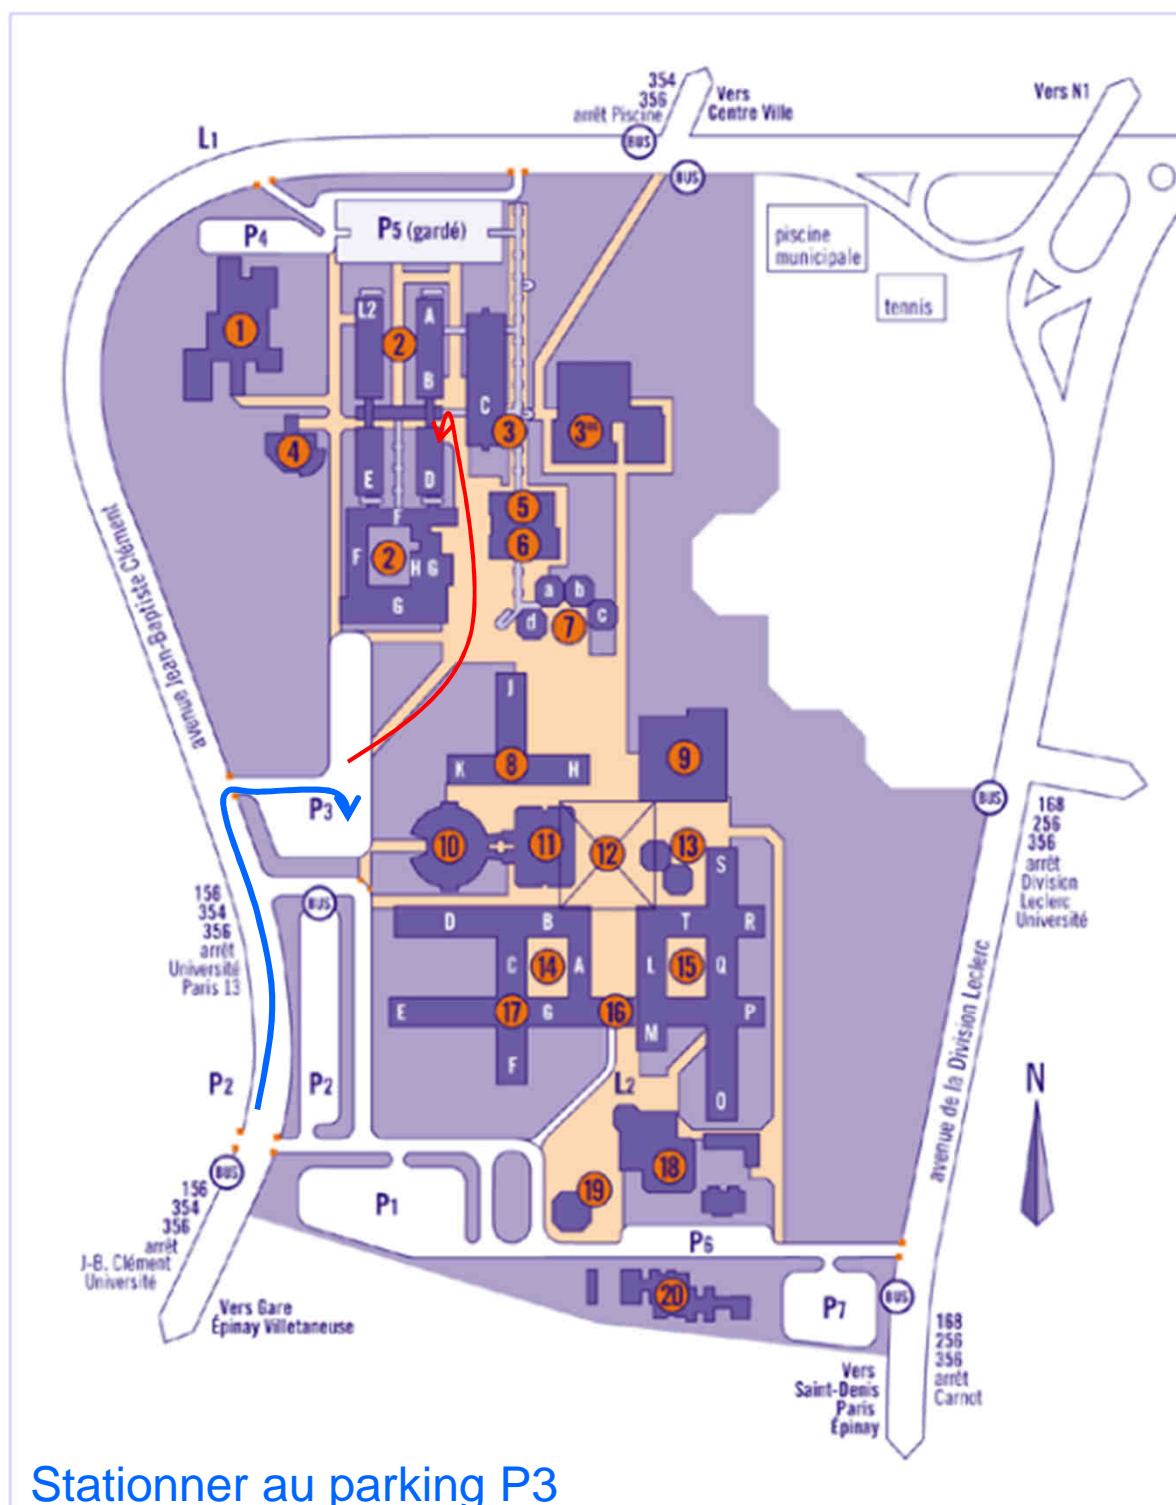 354
356
arrêt Piscine
BUS
Vers
Centre Ville
Vers N1
L1
BUS
P4
P5 (gardé)
piscine
municipale
tennis
L2
A
1
2
B
C
3
3BIS
4
E
D
5
F
6
2
F
H
G
a
b
c
d
7
G
avenue Jean-Baptiste Clément
J
9
K
8
H
P3
BUS
168
256
356
arrêt
Division
Leclerc
Université
10
11
12
13
S
156
354
356
arrêt
Université
Paris 13
BUS
D
B
T
R
C
14
A
L
15
Q
E
17
G
16
P
M
F
L2
O
P2
P2
avenue de la Division Leclerc
N
BUS
156
354
356
arrêt
J-B. Clément
Université
P1
18
19
P6
Vers Gare
Épinay Villetaneuse
20
P7
BUS
168
256
356
arrêt
Carnot
Vers
Saint-Denis
Paris
Épinay
Stationner au parking P3